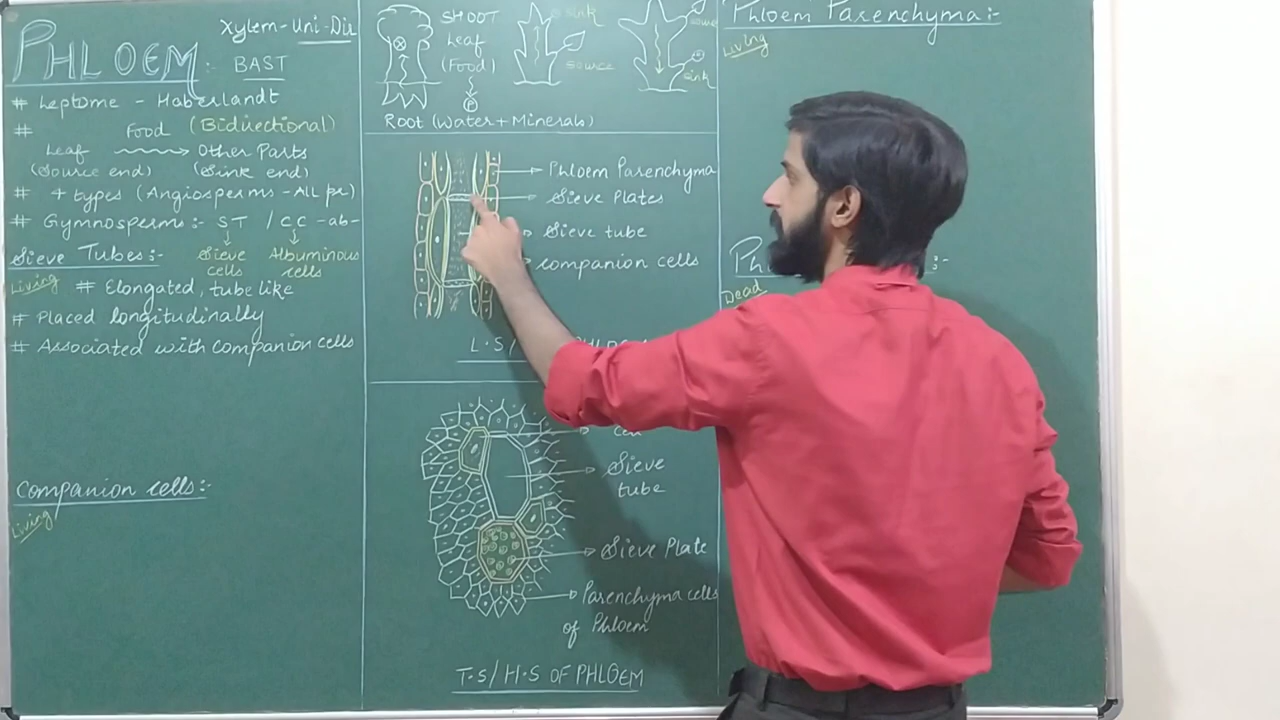 PHLOEM:-
Xylem-Uni-Dir
BAST
# Leptome - Haberlandt
# Food (Bidirectional)
Leaf → Other Parts
(Source end) (Sink end)
# 4 types (Angiosperms - All pr)
# Gymnosperms:- ST / CC -ab-
Sieve Tubes:- Sieve cells Albuminous cells
Living # Elongated, tube like
# Placed longitudinally
# Associated with companion cells
Companion cells:-
Living
SHOOT
Leaf
(Food)
Root (Water + Minerals)
sink
source
sink
Phloem Parenchyma
Sieve Plates
Sieve tube
companion cells
L.S/
cell
Sieve
tube
Sieve Plate
Parenchyma cells
of Phloem
T.S/ H.S OF PHLOEM
Phloem Parenchyma:-
Living
Ph
Dead